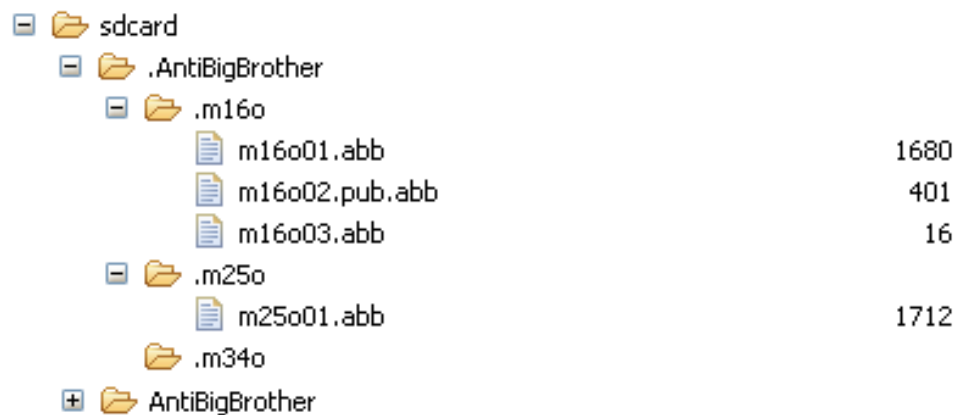 sdcard
.AntiBigBrother
.m16o
m16o01.abb 1680
m16o02.pub.abb 401
m16o03.abb 16
.m25o
m25o01.abb 1712
.m34o
AntiBigBrother